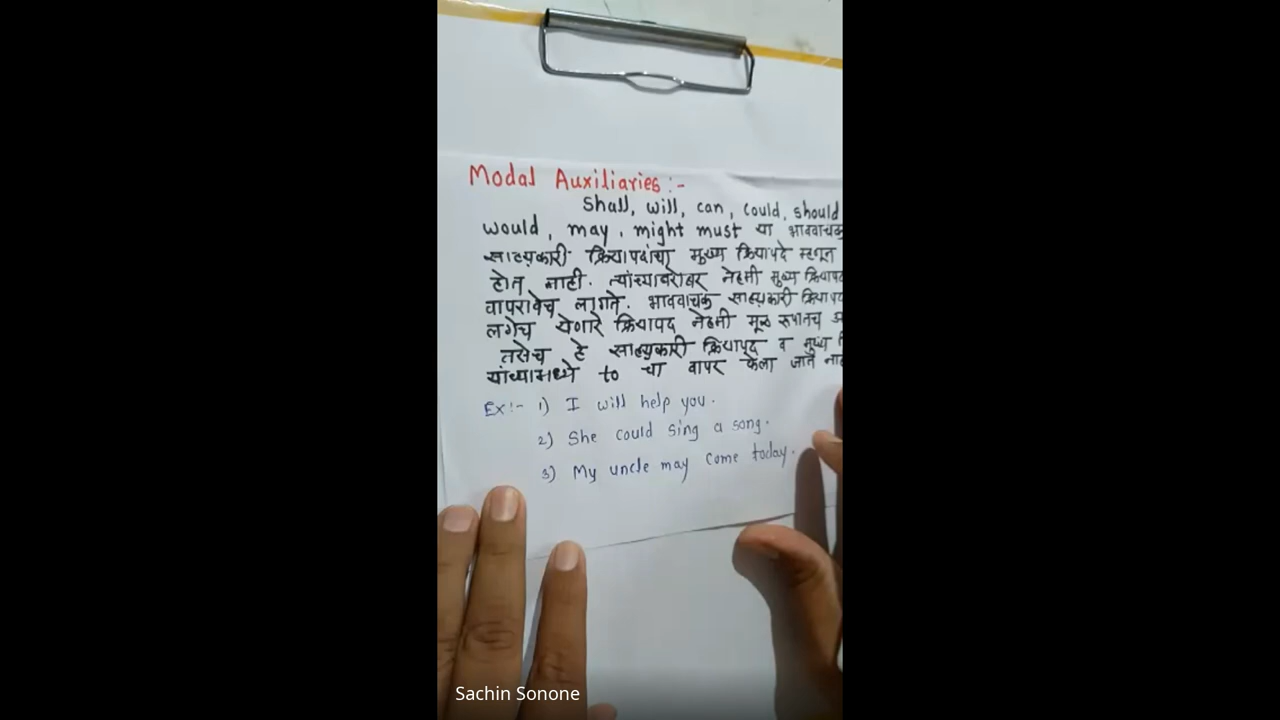 Modal Auxiliaries :-
Shall, will, can, could, should
would, may, might must या भाववाचक
साह्यकारी क्रियापदांचा मुख्य क्रियापदे म्हणून
होत नाही. त्यांच्याबरोबर नेहमी मुख्य क्रियापद
वापरावेच लागते. भाववाचक साह्यकारी क्रियाप
लगेच येणारे क्रियापद नेहमी मूळ रूपातच
तसेच हे साह्यकारी क्रियापद व मुख्य
यांच्यामध्ये to चा वापर केला जात ना
Ex:- 1) I will help you.
2) She could sing a song.
3) My uncle may come today.
Sachin Sonone